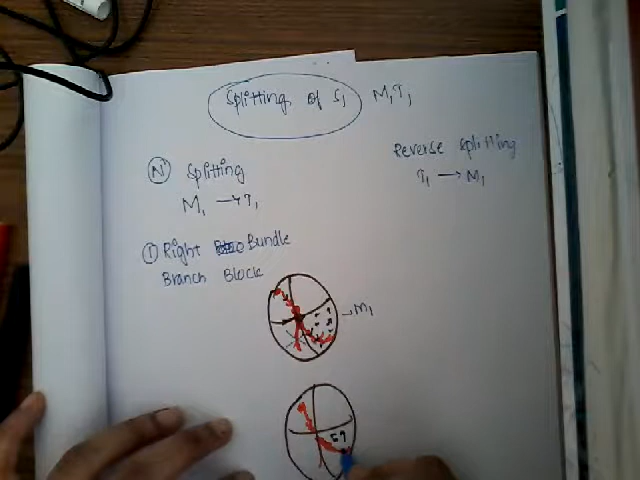 Splitting of S1 M1T1
Reverse splitting
T1 → M1
(N) Splitting
M1 → T1
① Right Bundle
Branch Block
M1